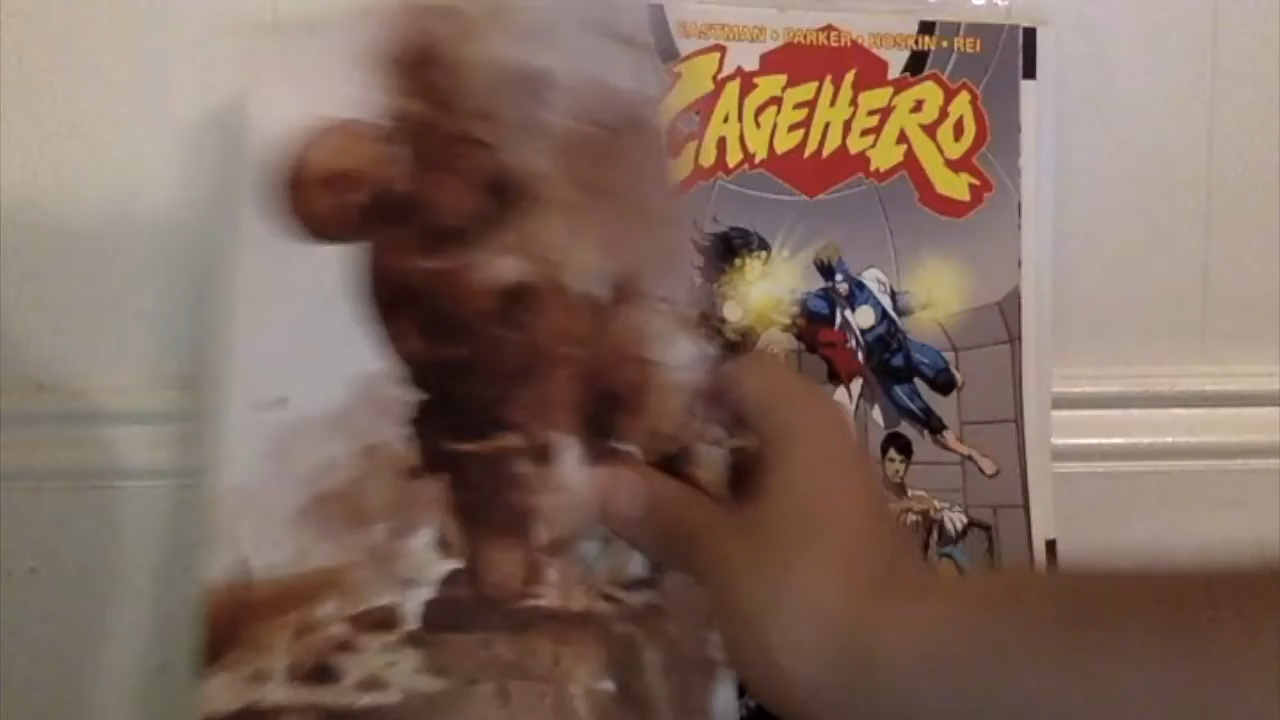 EASTMAN • PARKER • HOSKIN • REI
CAGEHERO